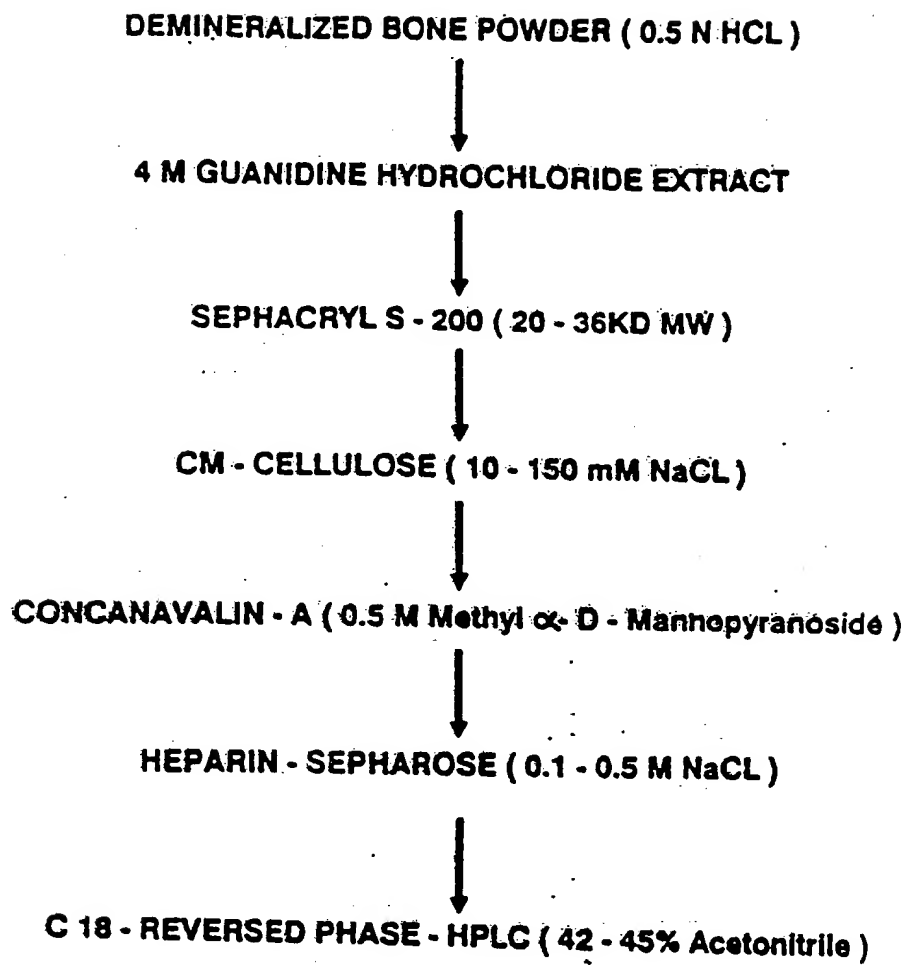 DEMINERALIZED BONE POWDER ( 0.5 N HCL )
4 M GUANIDINE HYDROCHLORIDE EXTRACT
SEPHACRYL S - 200 ( 20 - 36KD MW )
CM - CELLULOSE ( 10 - 150 mM NaCL )
CONCANAVALIN - A ( 0.5 M Methyl α- D - Mannopyranoside )
HEPARIN - SEPHAROSE ( 0.1 - 0.5 M NaCL )
C 18 - REVERSED PHASE - HPLC ( 42 - 45% Acetonitrile )